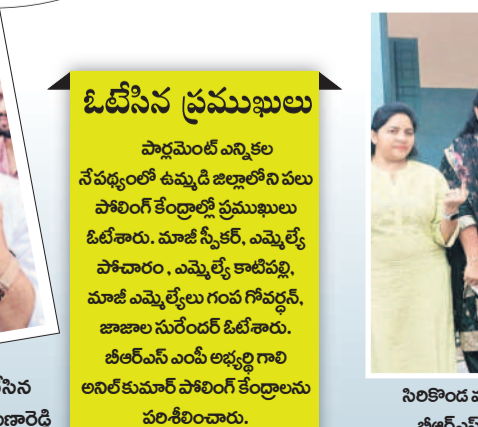 ఓటేసిన ప్రముఖులు
పార్లమెంట్ ఎన్నికల
నేపథ్యంలో ఉమ్మడి జిల్లాలోని పలు
పోలింగ్ కేంద్రాల్లో ప్రముఖులు
ఓటేశారు. మాజీ స్పీకర్, ఎమ్మెల్యే
పోచారం , ఎమ్మెల్యే కాటిపల్లి,
మాజీ ఎమ్మెల్యేలు గంప గోవర్ధన్,
జాజాల సురేందర్ ఓటేశారు.
బీఆర్ఎస్ ఎంపీ అభ్యర్థి గాలి
అనిల్‌కుమార్ పోలింగ్ కేంద్రాలను
పరిశీలించారు.
సిరికొండ